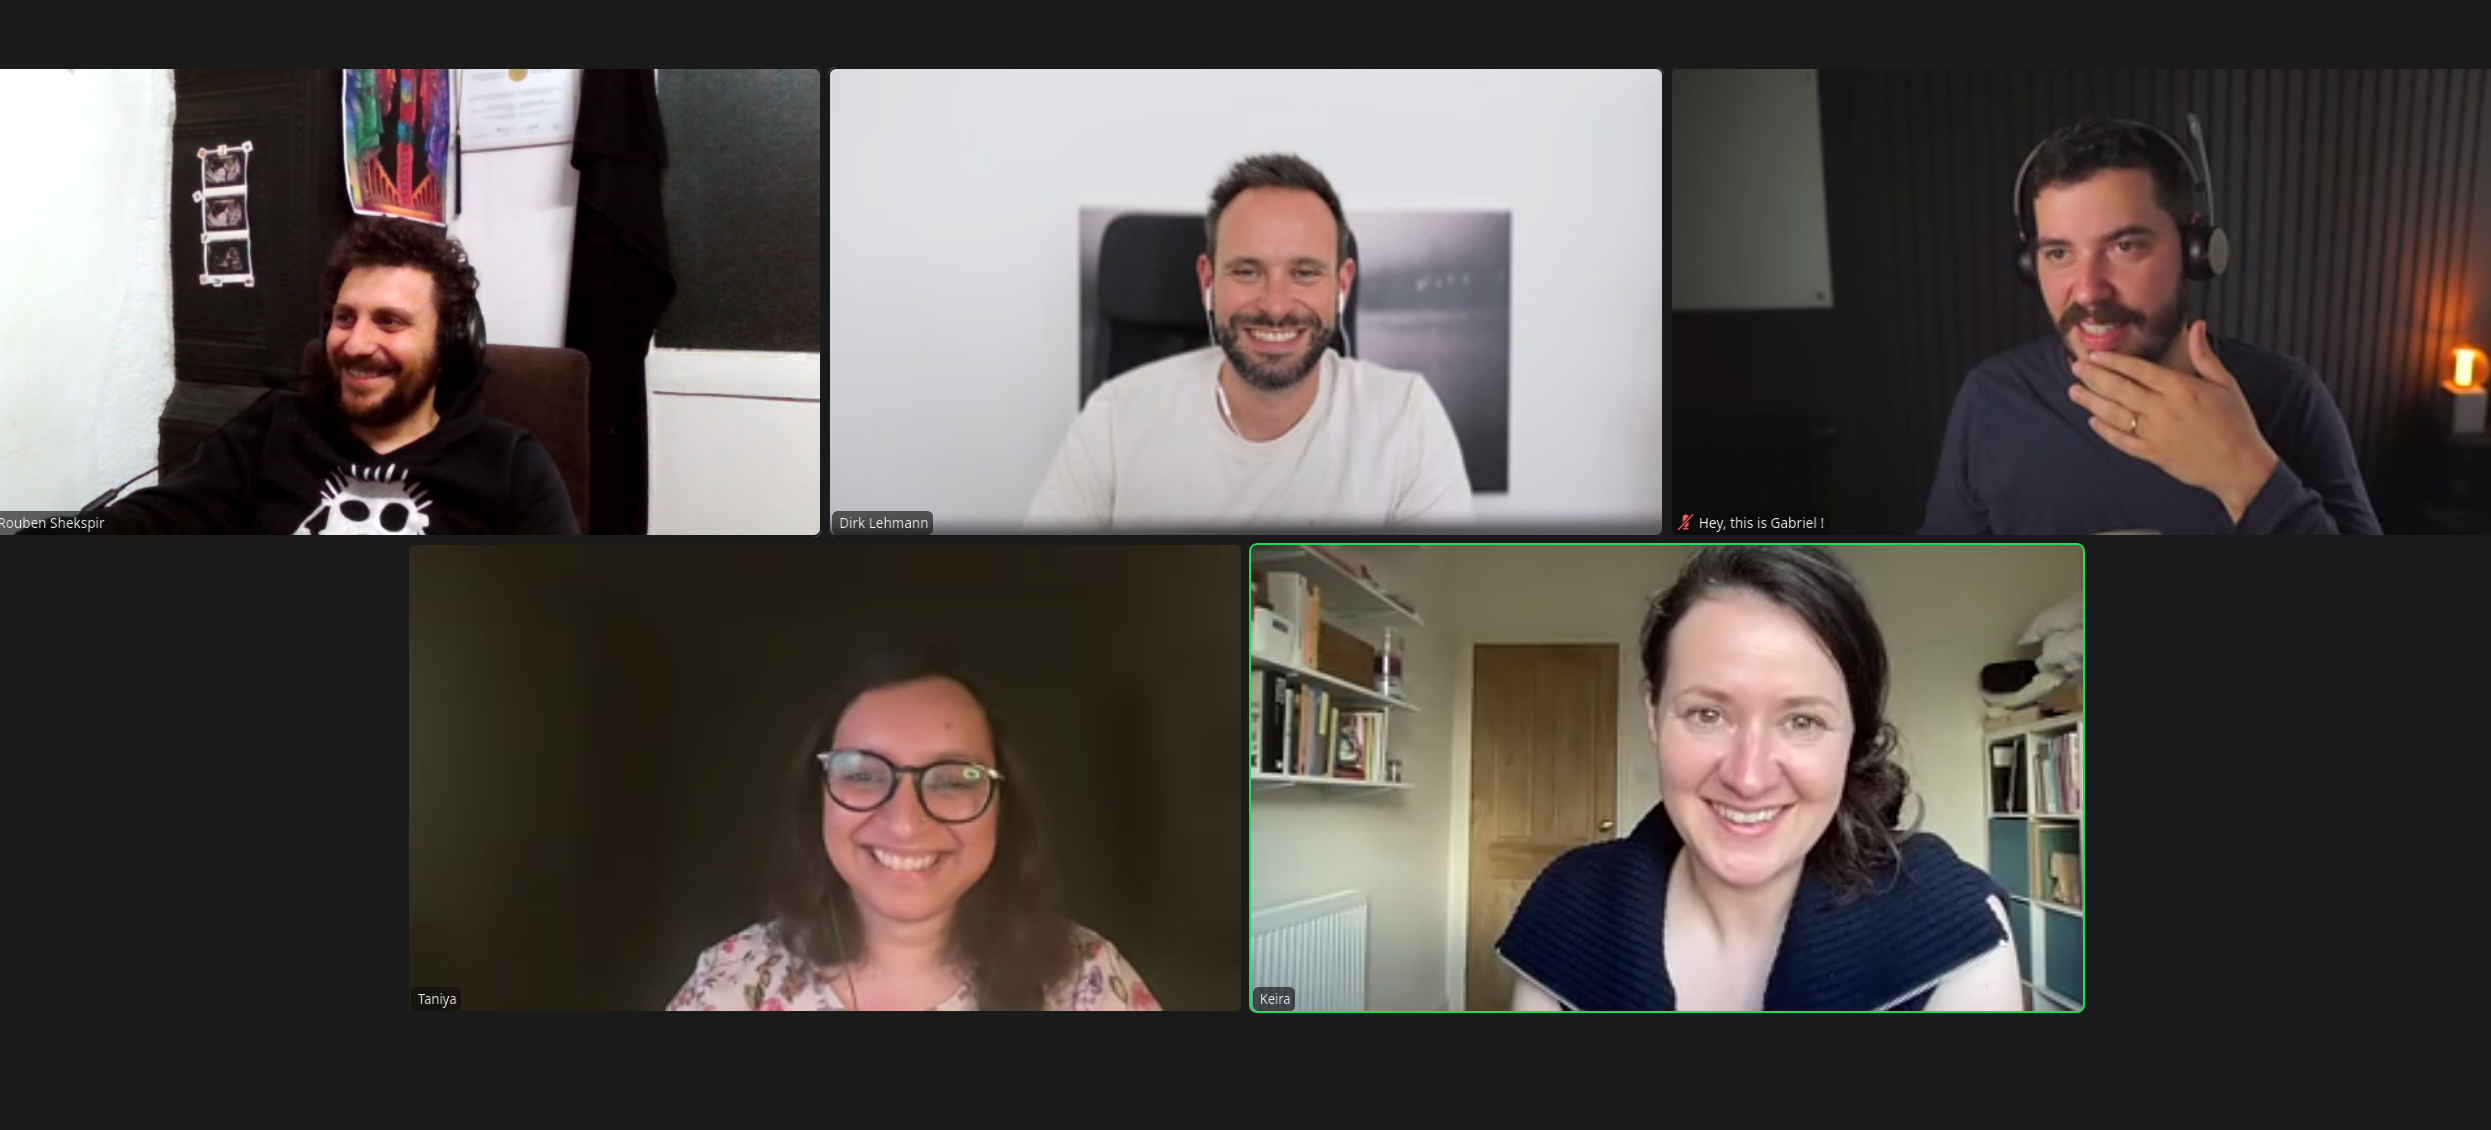 Rouben Shekspir
Dirk Lehmann
Hey, this is Gabriel !
Taniya
Keira